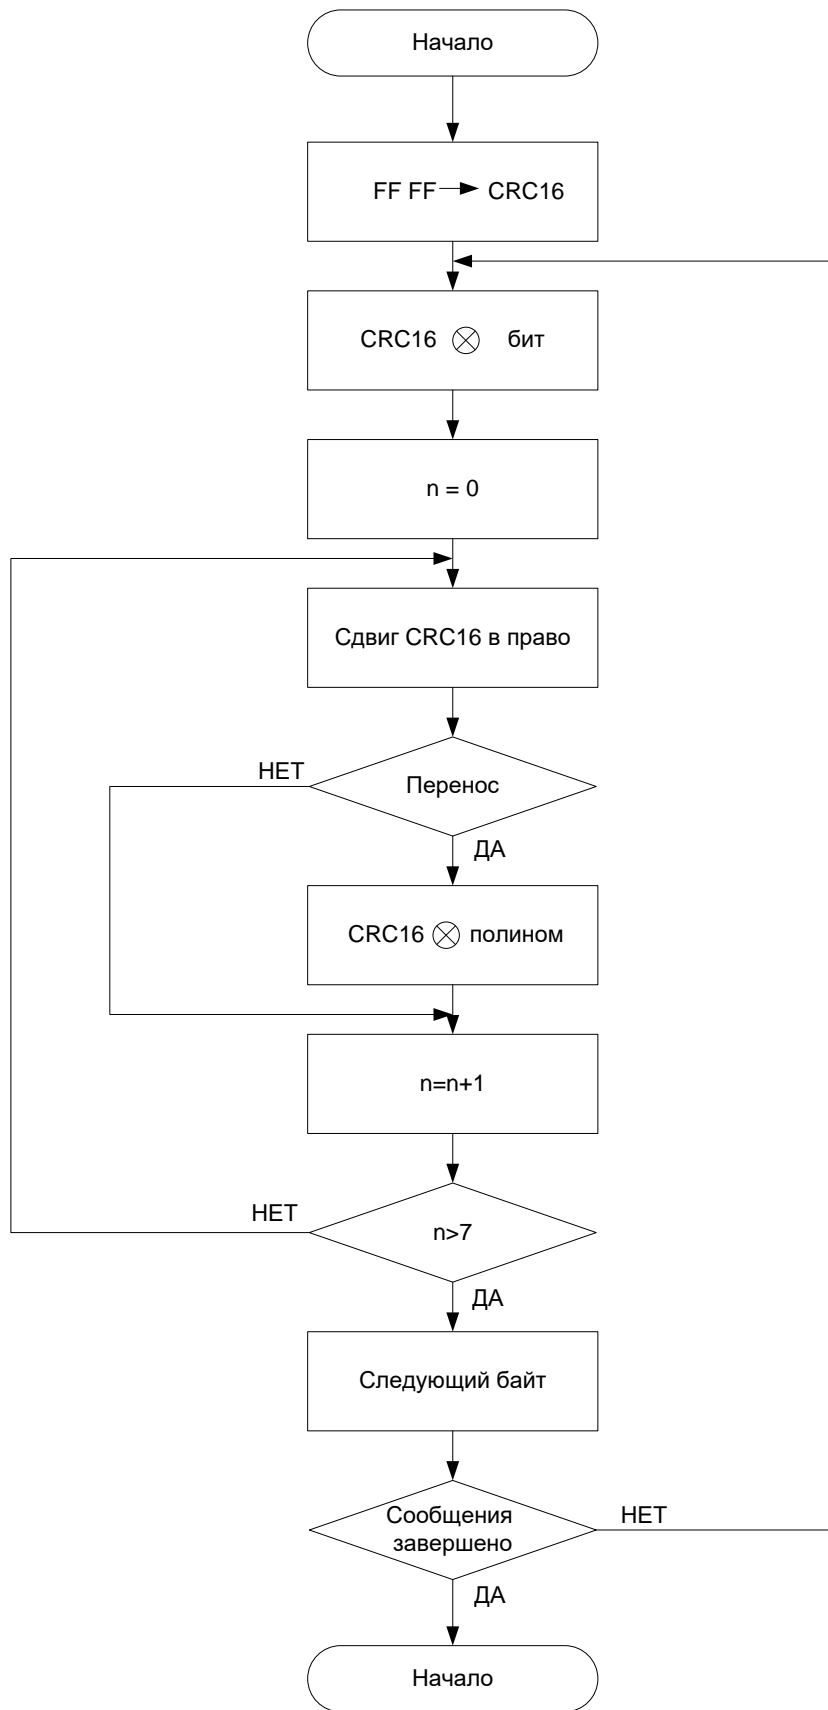 Начало
FF FF → CRC16
CRC16 ⊗ бит
n = 0
Сдвиг CRC16 в право
НЕТ
Перенос
ДА
CRC16 ⊗ полином
n=n+1
НЕТ
n>7
ДА
Следующий байт
Сообщения
завершено
НЕТ
ДА
Начало